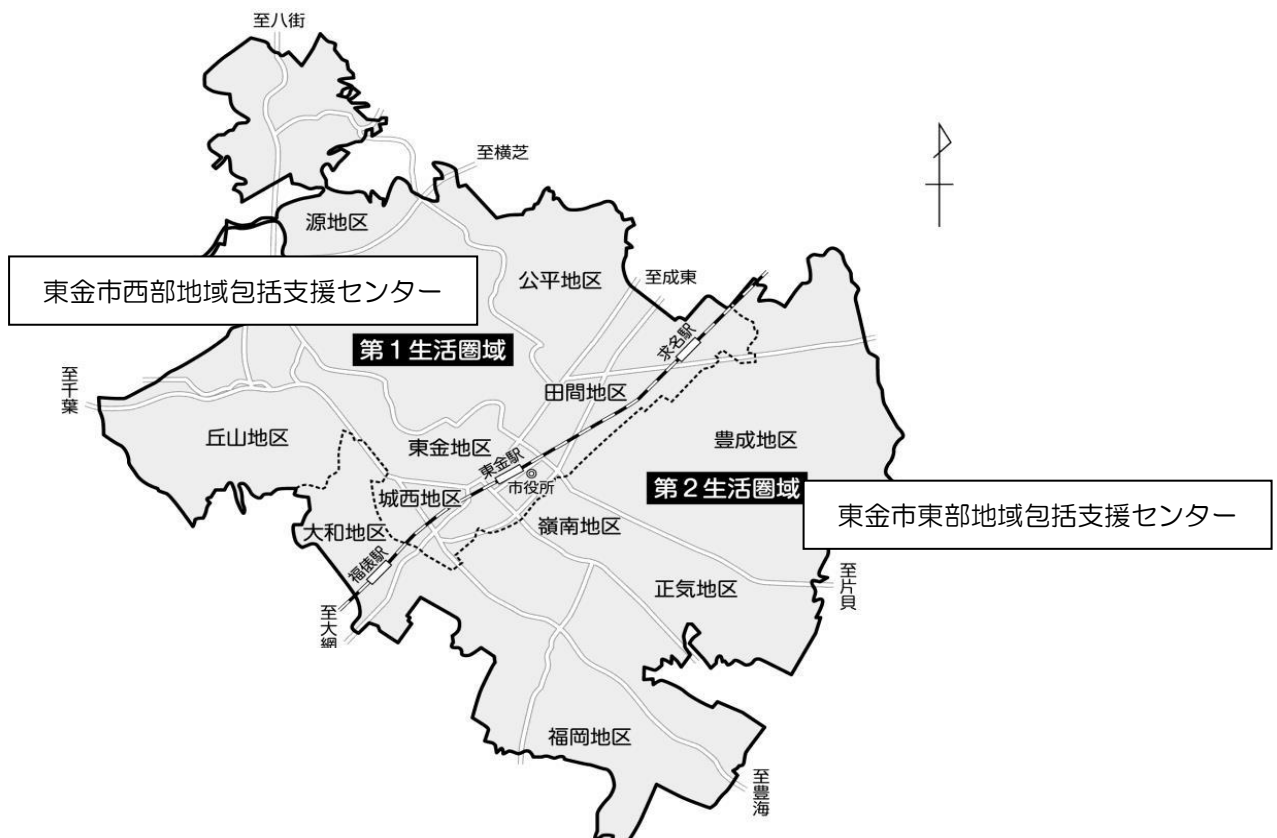 至八街
至横芝
源地区
公平地区
至成東
東金市西部地域包括支援センター
第1生活圏域
求名駅
至千葉
田間地区
丘山地区
東金地区
豊成地区
東金駅
市役所
城西地区
第2生活圏域
東金市東部地域包括支援センター
大和地区
嶺南地区
福俵駅
正気地区
至片貝
至大網
福岡地区
至豊海